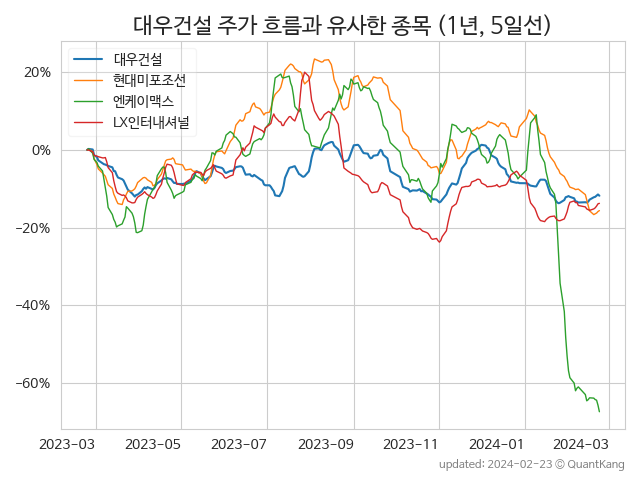 대우건설 주가 흐름과 유사한 종목 (1년, 5일선)
대우건설
현대미포조선
엔케이맥스
LX인터내셔널
20%
0%
−20%
−40%
−60%
2023−03
2023−05
2023−07
2023−09
2023−11
2024−01
2024−03
updated: 2024−02−23 © QuantKang